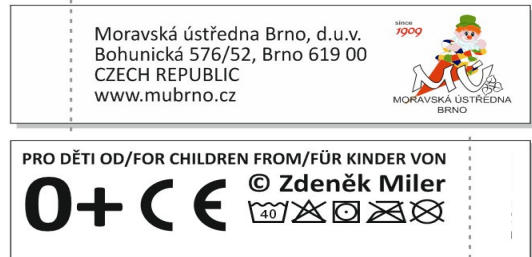 Moravská ústředna Brno, d.u.v.
Bohunická 576/52, Brno 619 00
CZECH REPUBLIC
www.mubrno.cz
since
1909
MÚ
MORAVSKÁ ÚSTŘEDNA
BRNO
PRO DĚTI OD/FOR CHILDREN FROM/FÜR KINDER VON
0+ CE
© Zdeněk Miler
40